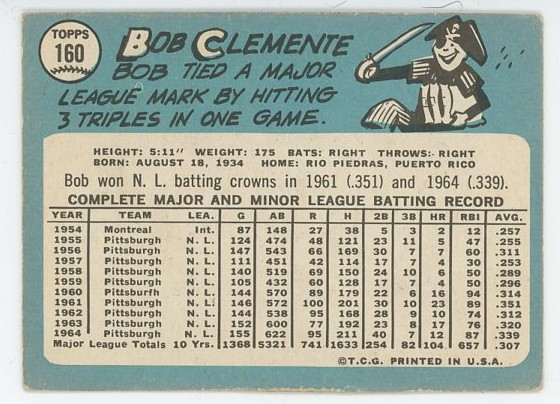 TOPPS
160
BOB CLEMENTE
BOB TIED A MAJOR
LEAGUE MARK BY HITTING
3 TRIPLES IN ONE GAME.
HEIGHT: 5:11" WEIGHT: 175 BATS: RIGHT THROWS: RIGHT
BORN: AUGUST 18, 1934 HOME: RIO PIEDRAS, PUERTO RICO
Bob won N. L. batting crowns in 1961 (.351) and 1964 (.339).
COMPLETE MAJOR AND MINOR LEAGUE BATTING RECORD
YEAR TEAM LEA. G AB R H 2B 3B HR RBI AVG.
1954 Montreal Int. 87 148 27 38 5 3 2 12 .257
1955 Pittsburgh N. L. 124 474 48 121 23 11 5 47 .255
1956 Pittsburgh N. L. 147 543 66 169 30 7 7 60 .311
1957 Pittsburgh N. L. 111 451 42 114 17 7 4 30 .253
1958 Pittsburgh N. L. 140 519 69 150 24 10 6 50 .289
1959 Pittsburgh N. L. 105 432 60 128 17 7 4 50 .296
1960 Pittsburfh N. L. 144 570 89 179 22 6 16 94 .314
1961 Pittsburgh N. L. 146 572 100 201 30 10 23 89 .351
1962 Pittsburgh N. L. 144 538 95 168 28 9 10 74 .312
1963 Pittsburgh N. L. 152 600 77 192 23 8 17 76 .320
1964 Pittsburgh N. L. 155 622 95 211 40 7 12 87 .339
Major League Totals 10 Yrs. 1368 5321 741 1633 254 82 104 657 .307
©T.C.G. PRINTED IN U.S.A.